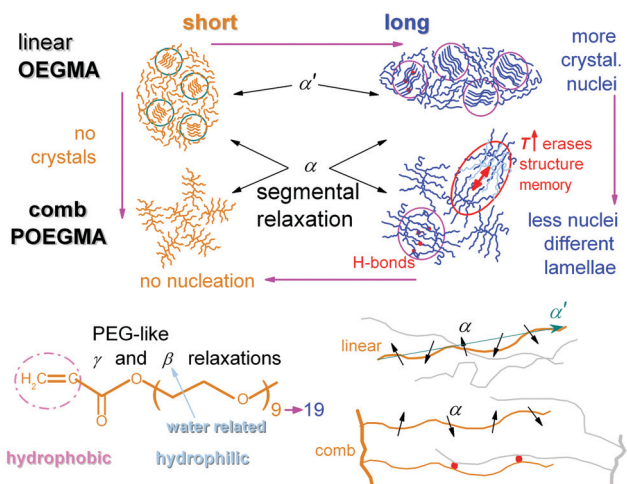 short
long
linear
OEGMA
more
crystal.
nuclei
α'
no
crystals
T↑ erases
structure
memory
α
segmental
relaxation
comb
POEGMA
less nuclei
different
lamellae
H-bonds
no nucleation
PEG-like
γ and β relaxations
α'
α
linear
H₂C
O
O
O
9→19
water related
α
comb
hydrophobic
hydrophilic